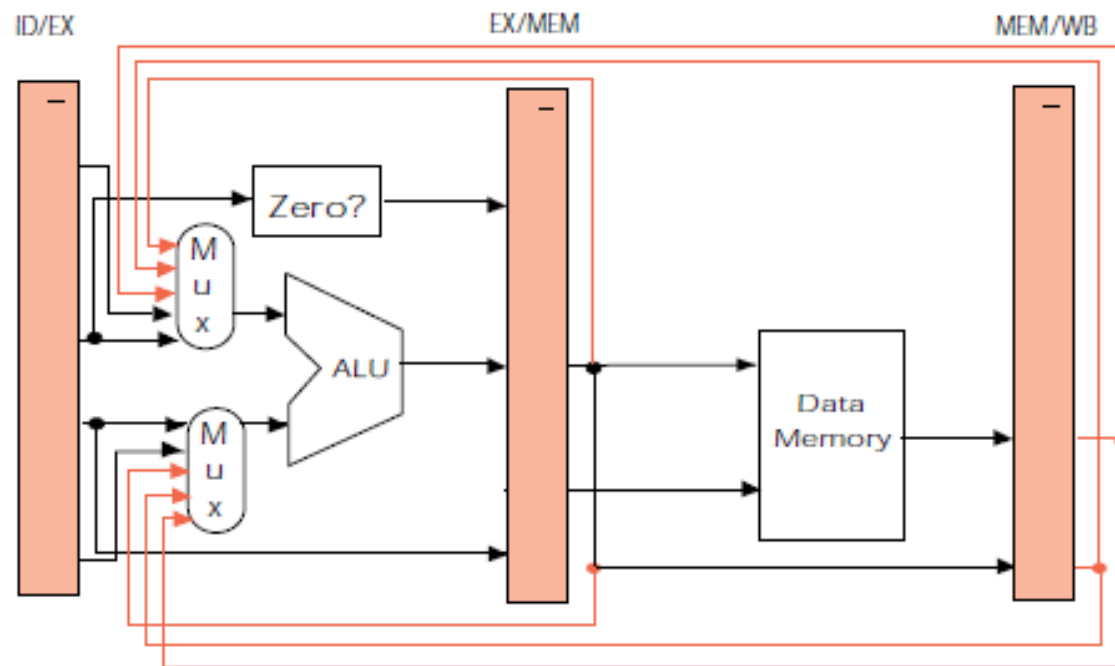 ID/EX
EX/MEM
MEM/WB
Zero?
M
u
x
ALU
M
u
x
Data
Memory